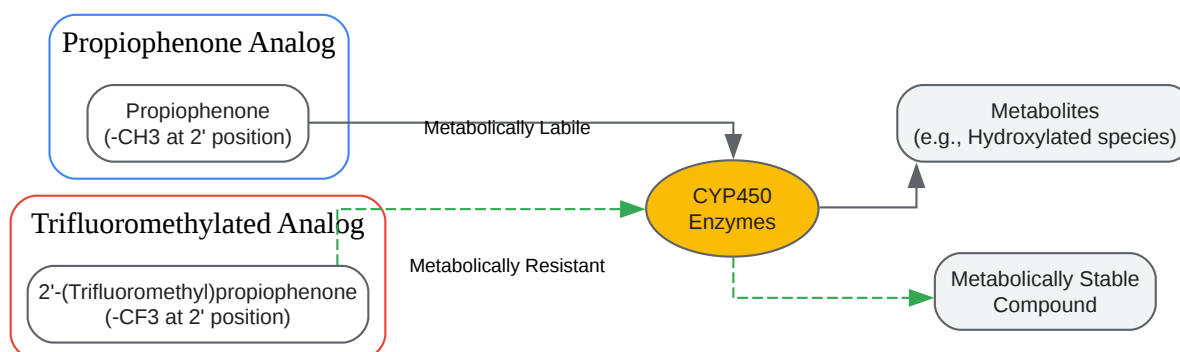 Propiophenone Analog
Propiophenone
(-CH3 at 2' position)
Metabolically Labile
Metabolites
(e.g., Hydroxylated species)
CYP450
Enzymes
Trifluoromethylated Analog
Metabolically Resistant
2'-(Trifluoromethyl)propiophenone
(-CF3 at 2' position)
Metabolically Stable
Compound